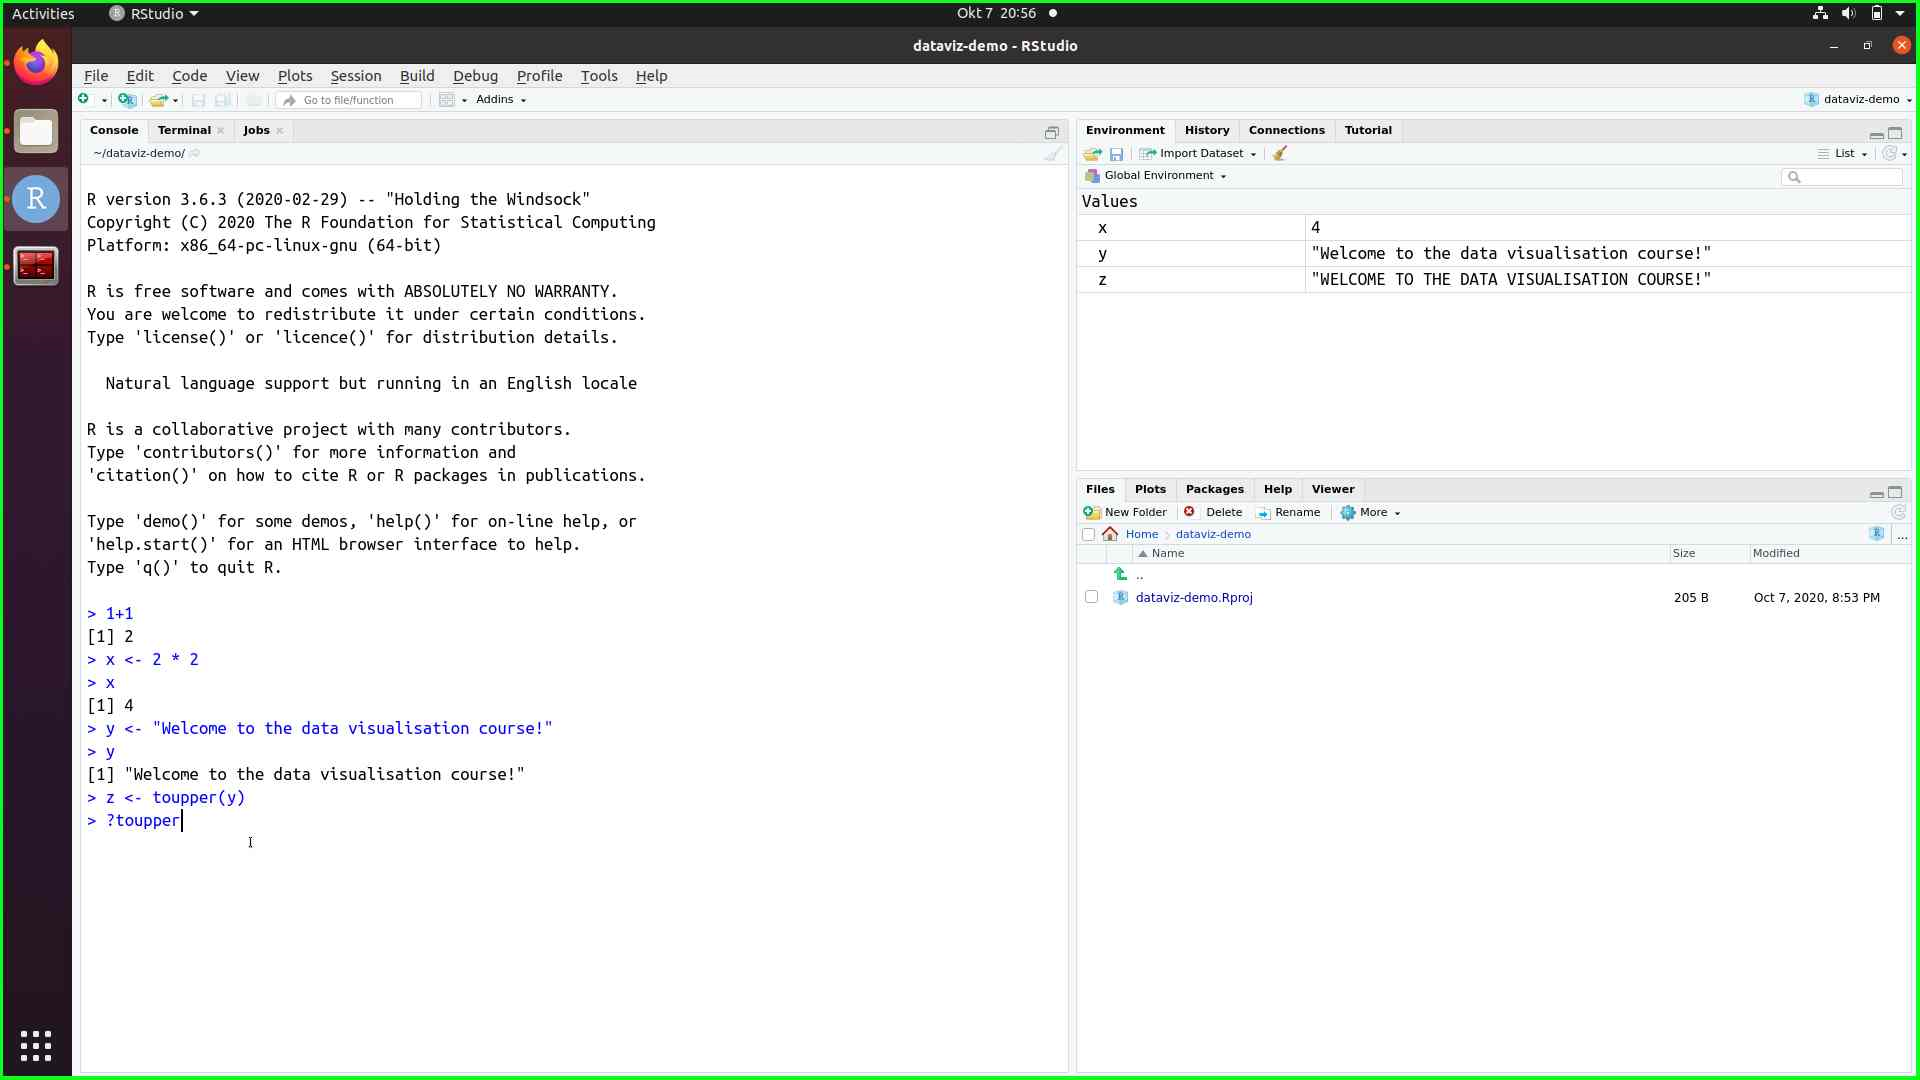 Activities
RStudio
Okt 7 20:56
dataviz-demo - RStudio
File Edit Code View Plots Session Build Debug Profile Tools Help
Go to file/function
Addins
dataviz-demo
Console Terminal Jobs
~/dataviz-demo/
R version 3.6.3 (2020-02-29) -- "Holding the Windsock"
Copyright (C) 2020 The R Foundation for Statistical Computing
Platform: x86_64-pc-linux-gnu (64-bit)
R is free software and comes with ABSOLUTELY NO WARRANTY.
You are welcome to redistribute it under certain conditions.
Type 'license()' or 'licence()' for distribution details.
Natural language support but running in an English locale
R is a collaborative project with many contributors.
Type 'contributors()' for more information and
'citation()' on how to cite R or R packages in publications.
Type 'demo()' for some demos, 'help()' for on-line help, or
'help.start()' for an HTML browser interface to help.
Type 'q()' to quit R.
> 1+1
[1] 2
> x <- 2 * 2
> x
[1] 4
> y <- "Welcome to the data visualisation course!"
> y
[1] "Welcome to the data visualisation course!"
> z <- toupper(y)
> ?toupper
Environment History Connections Tutorial
Import Dataset
List
Global Environment
Values
x 4
y "Welcome to the data visualisation course!"
z "WELCOME TO THE DATA VISUALISATION COURSE!"
Files Plots Packages Help Viewer
New Folder Delete Rename More
Home dataviz-demo ...
Name Size Modified
..
dataviz-demo.Rproj 205 B Oct 7, 2020, 8:53 PM